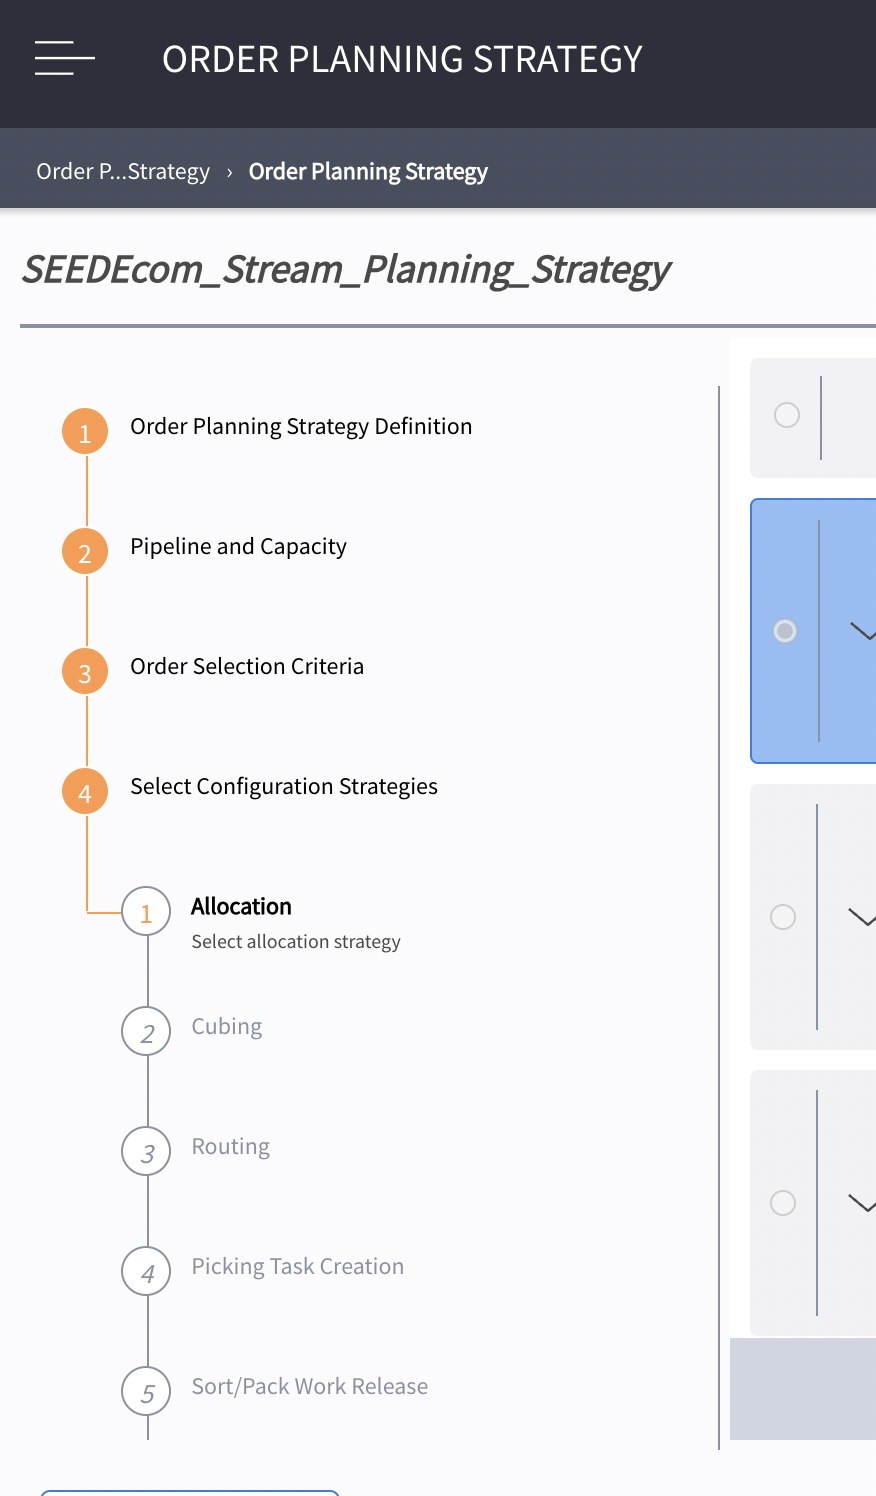 ORDER PLANNING STRATEGY
Order P...Strategy › Order Planning Strategy
SEEDEcom_Stream_Planning_Strategy
1 Order Planning Strategy Definition
2 Pipeline and Capacity
3 Order Selection Criteria
4 Select Configuration Strategies
1 Allocation
Select allocation strategy
2 Cubing
3 Routing
4 Picking Task Creation
5 Sort/Pack Work Release